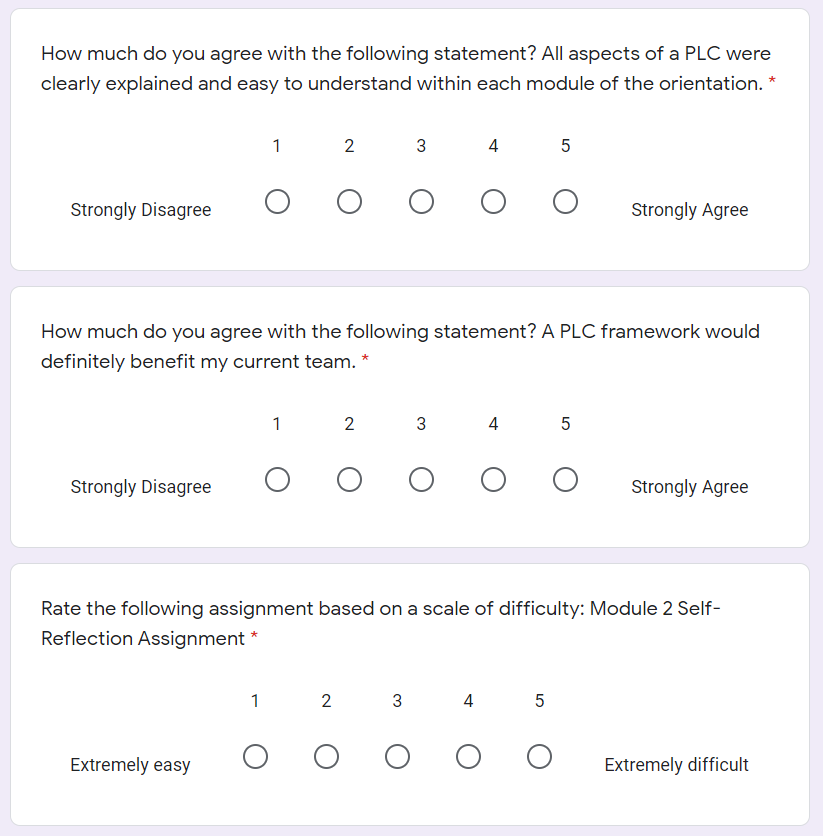 How much do you agree with the following statement? All aspects of a PLC were
clearly explained and easy to understand within each module of the orientation. *
1 2 3 4 5
Strongly Disagree Strongly Agree
How much do you agree with the following statement? A PLC framework would
definitely benefit my current team. *
1 2 3 4 5
Strongly Disagree Strongly Agree
Rate the following assignment based on a scale of difficulty: Module 2 Self-
Reflection Assignment *
1 2 3 4 5
Extremely easy Extremely difficult